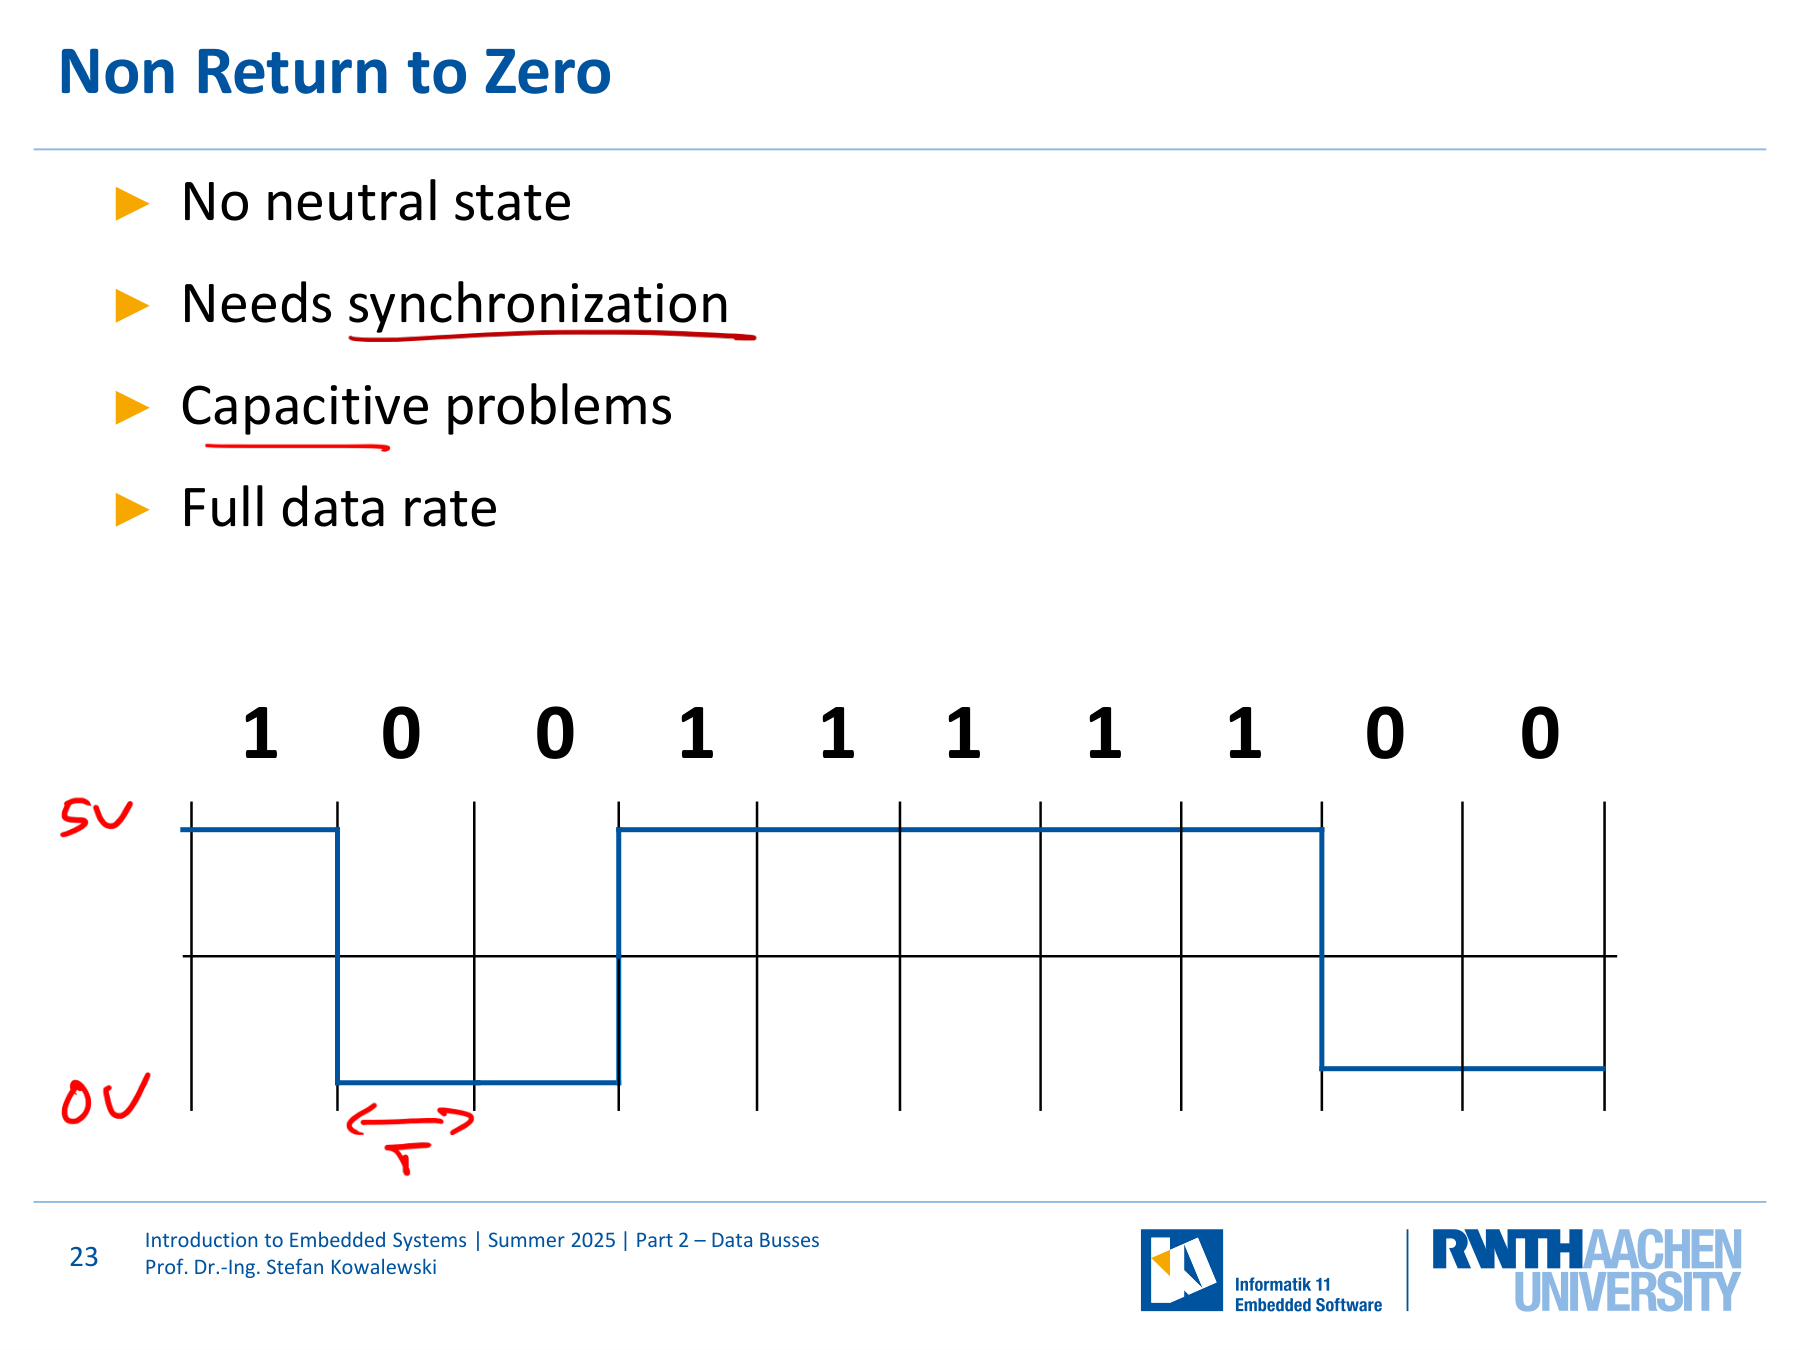 Non Return to Zero
► No neutral state
► Needs synchronization
► Capacitive problems
► Full data rate
1 0 0 1 1 1 1 1 0 0
5V
0V
T
23
Introduction to Embedded Systems | Summer 2025 | Part 2 – Data Busses
Prof. Dr.-Ing. Stefan Kowalewski
Informatik 11
Embedded Software
RWTHAACHEN
UNIVERSITY